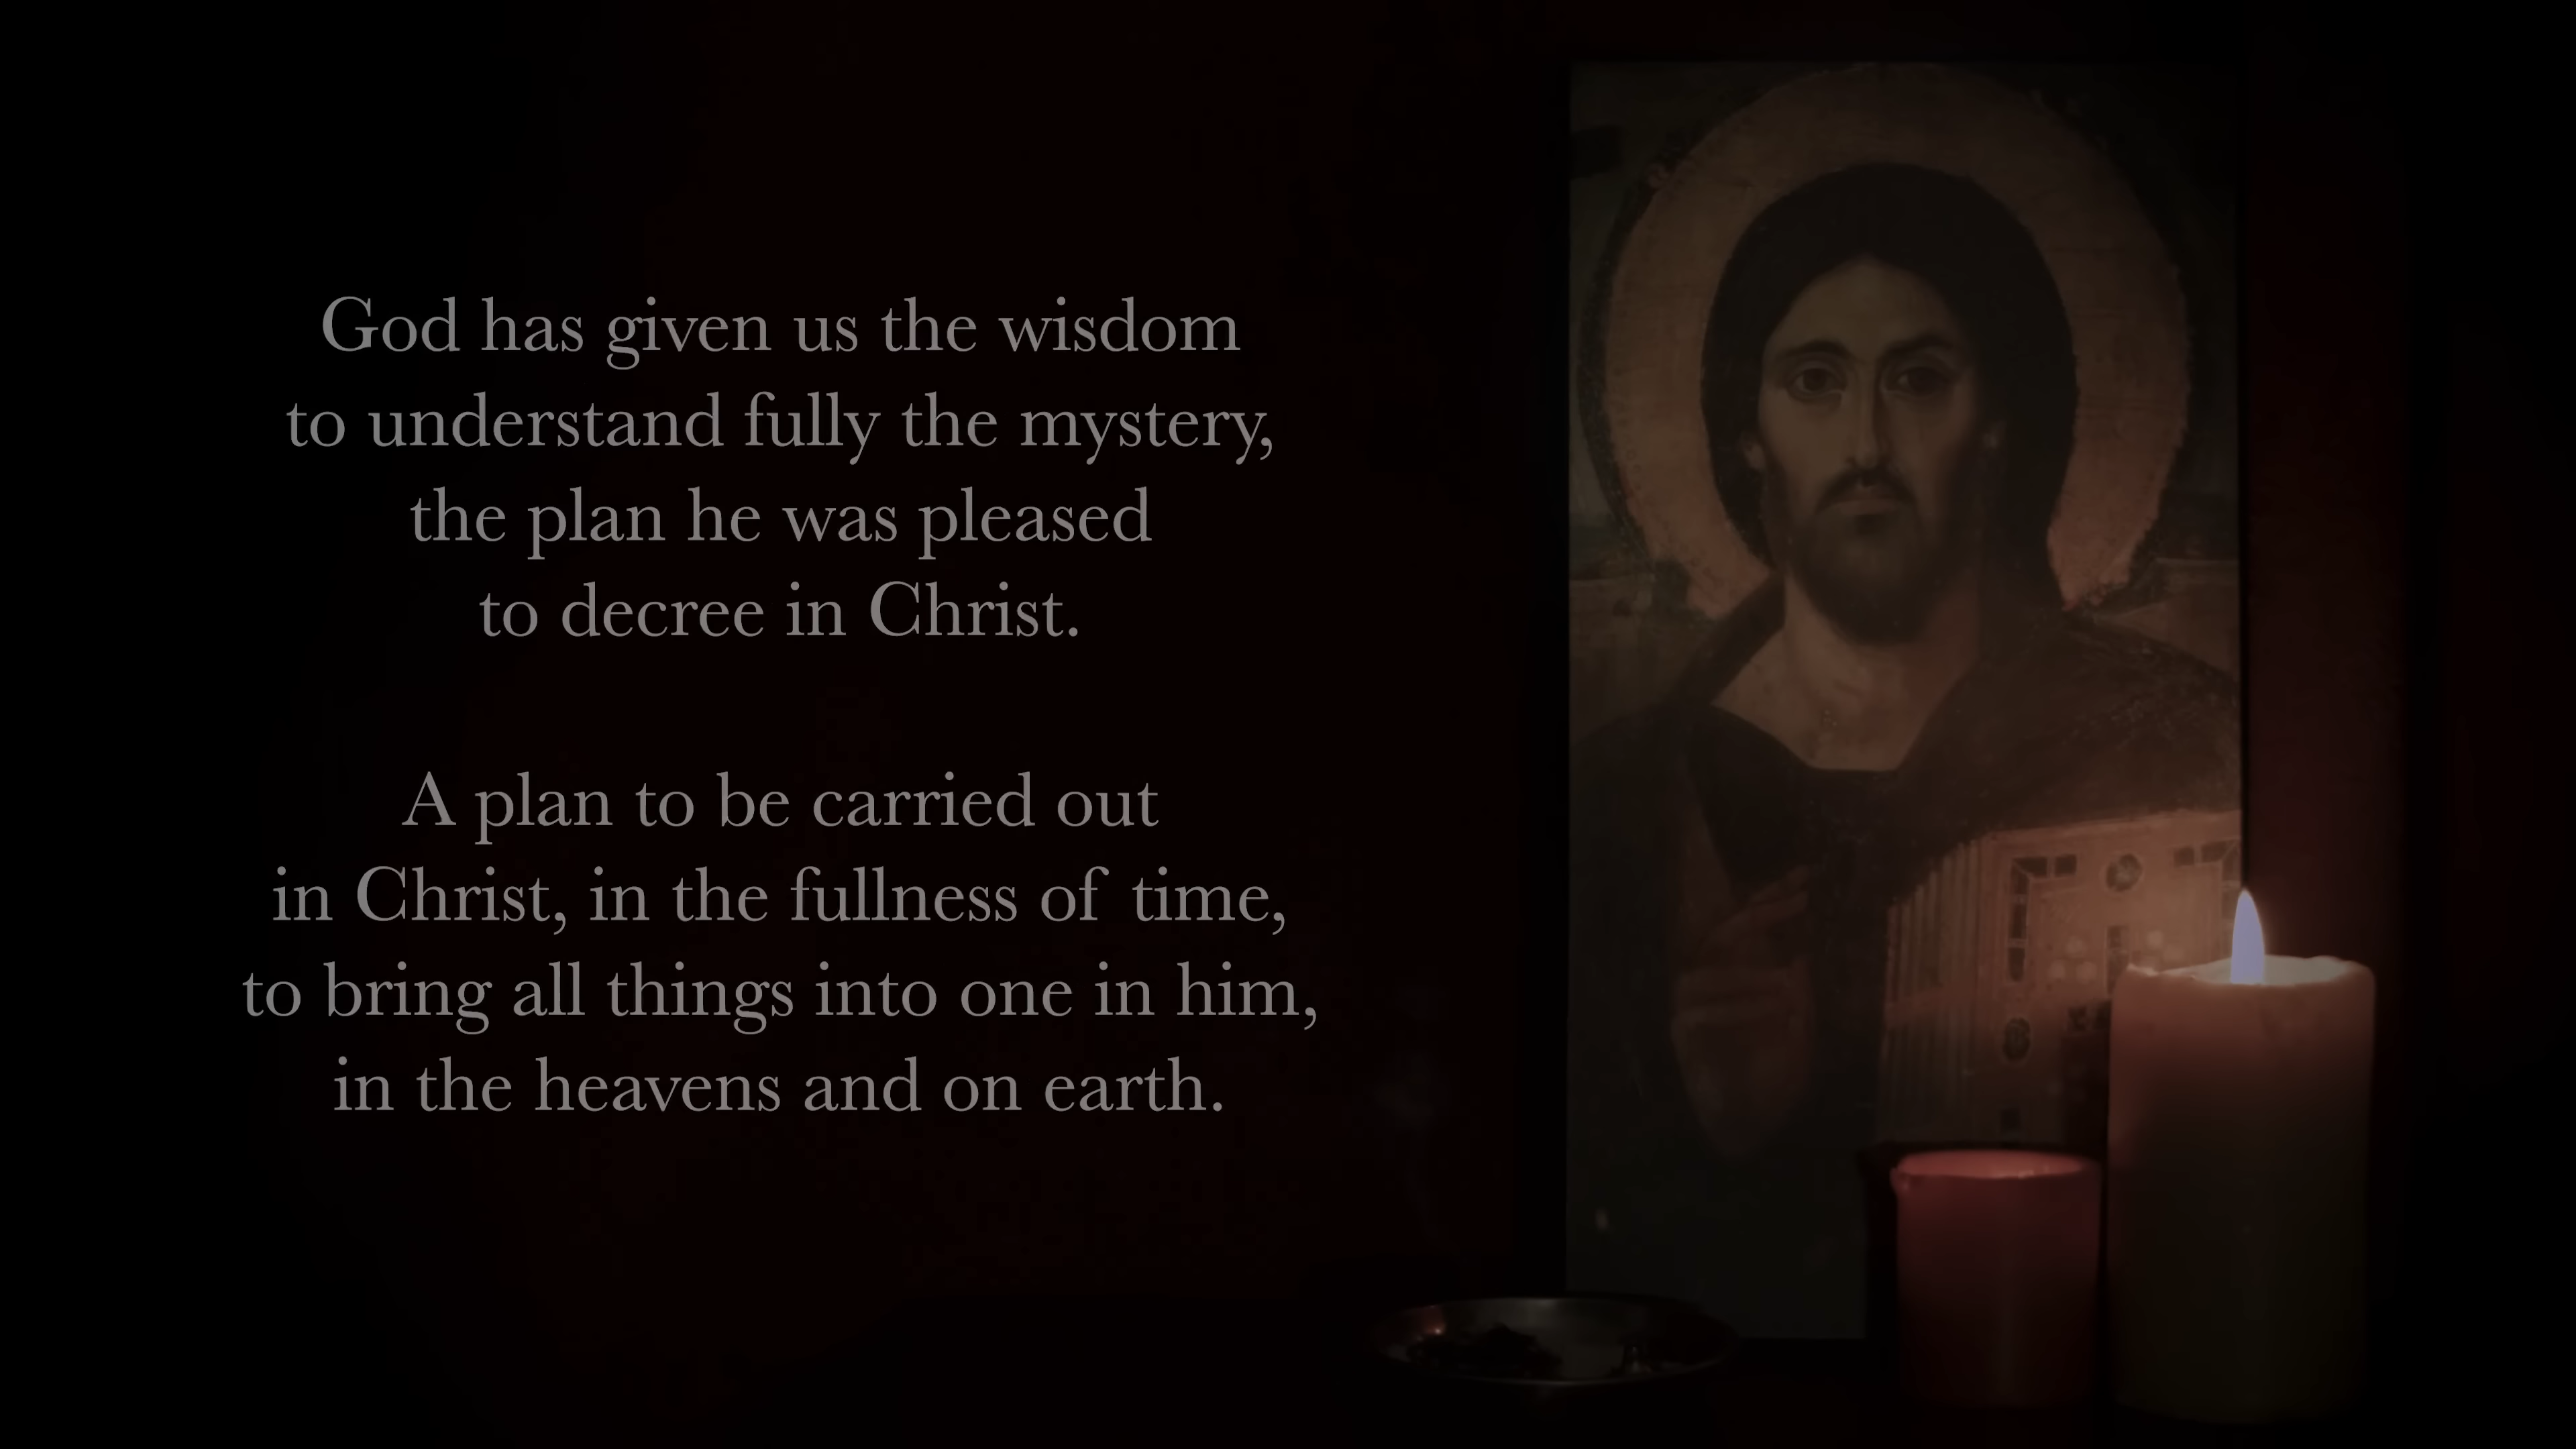 God has given us the wisdom
to understand fully the mystery,
the plan he was pleased
to decree in Christ.
A plan to be carried out
in Christ, in the fullness of time,
to bring all things into one in him,
in the heavens and on earth.